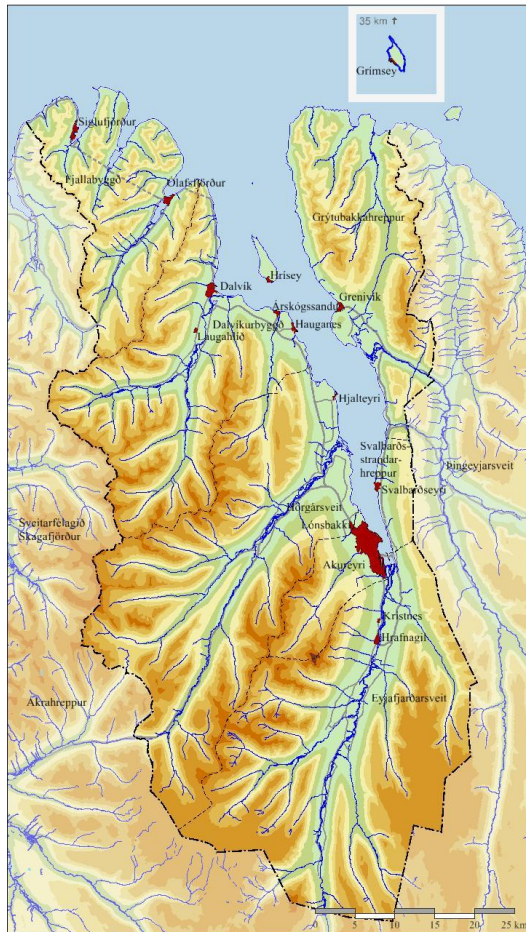 35 km ↑
Grímsey
Siglufjörður
Fjallabyggð
Ólafsfjörður
Grýtubakkahreppur
Hrísey
Dalvík
Grenivík
Árskógssandur
Dalvíkurbyggð
Hauganes
Laugahlíð
Hjalteyri
Svalbarðs-
strandar-
hreppur
Þingeyjarsveit
Svalbarðseyri
Hörgársveit
Lónsbakki
Sveitarfélagið
Skagafjörður
Akureyri
Kristnes
Hrafnagil
Akrahreppur
Eyjafjarðarsveit
0 5 10 15 20 25 km